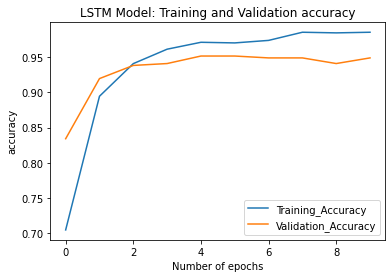 LSTM Model: Training and Validation accuracy
0.95
0.90
0.85
0.80
0.75
0.70
accuracy
0 2 4 6 8
Number of epochs
Training_Accuracy
Validation_Accuracy